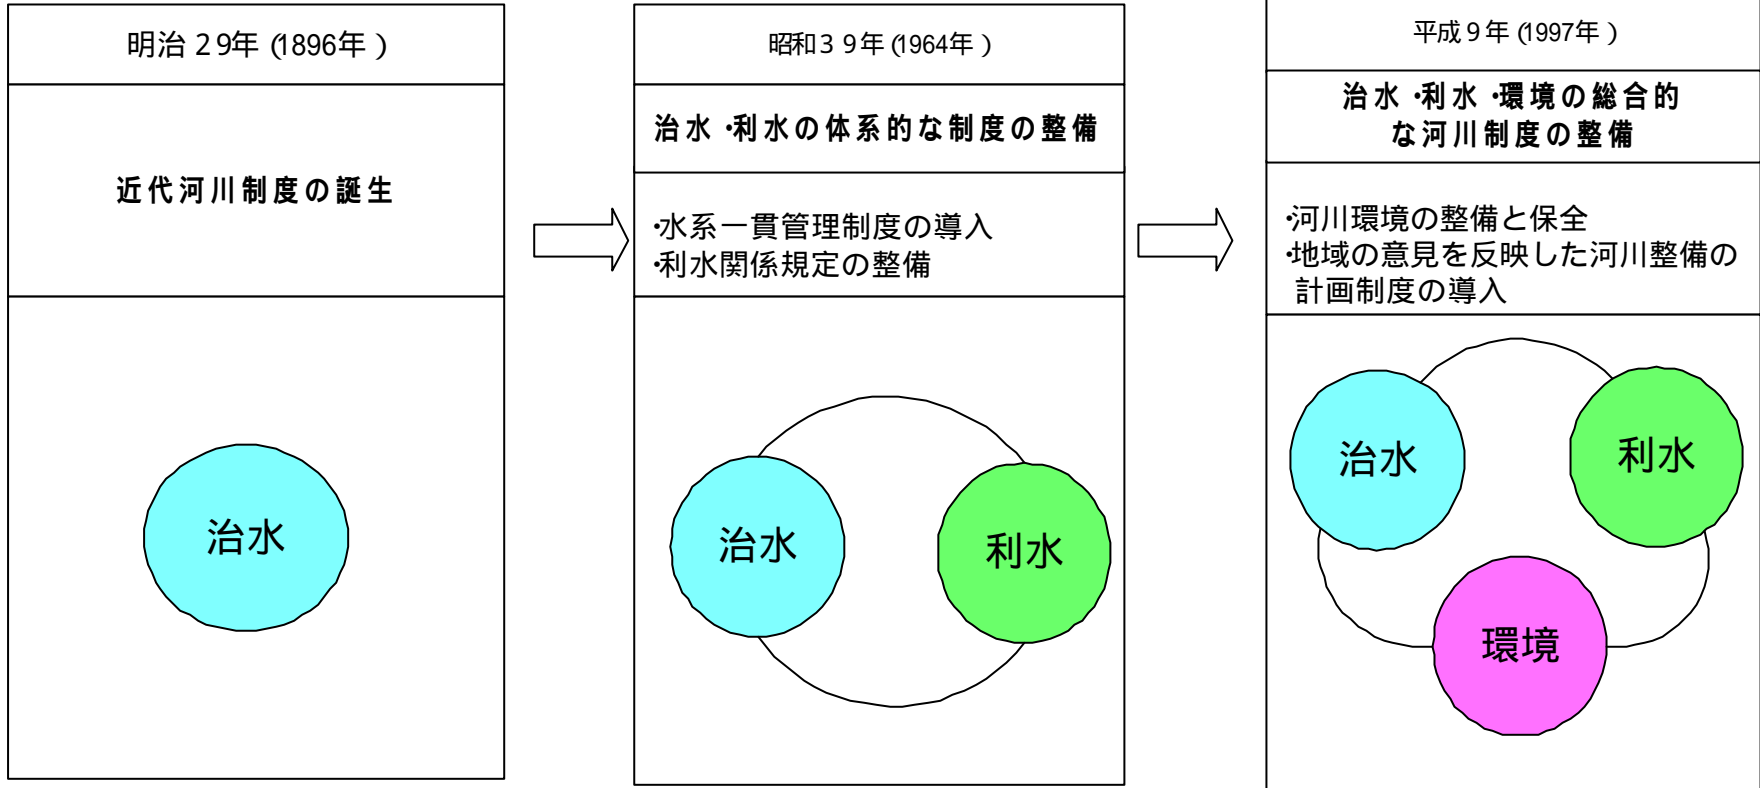 明治29年(1896年)
近代河川制度の誕生
治水
昭和39年(1964年)
治水・利水の体系的な制度の整備
・水系一貫管理制度の導入
・利水関係規定の整備
治水
利水
平成9年(1997年)
治水・利水・環境の総合的
な河川制度の整備
・河川環境の整備と保全
・地域の意見を反映した河川整備の
計画制度の導入
治水
利水
環境